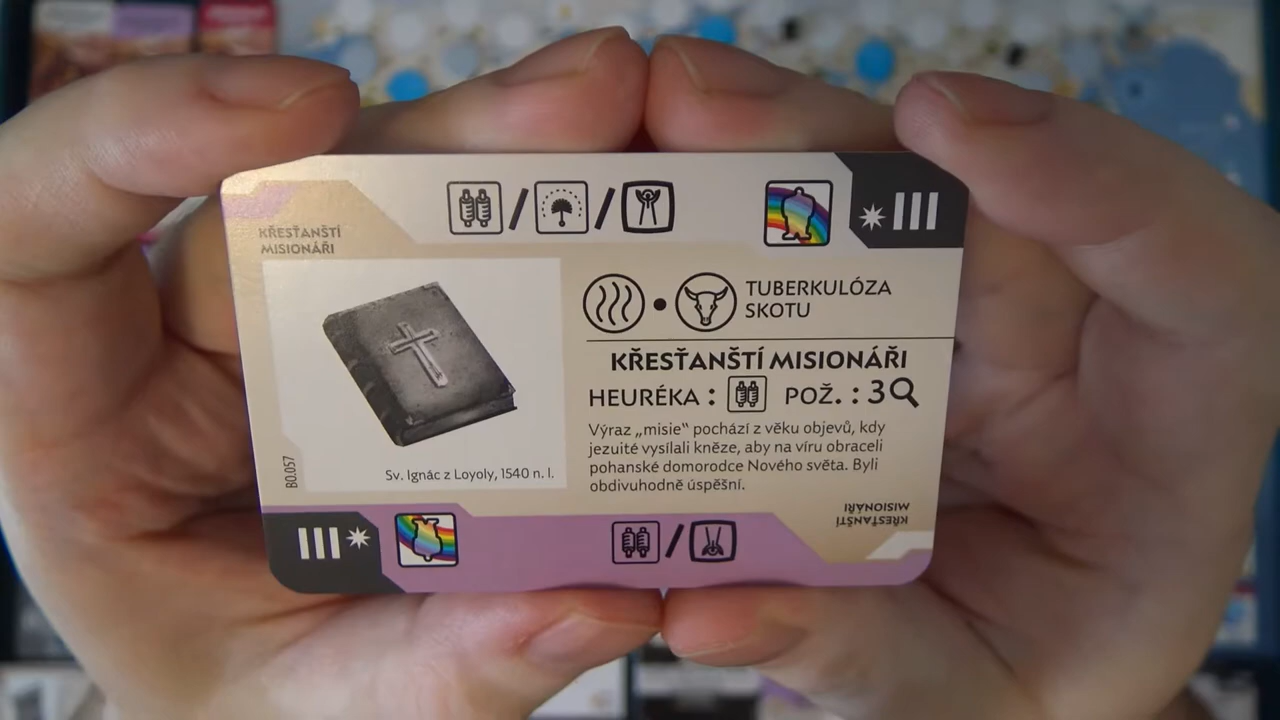 III
KŘESŤANŠTÍ
MISIONÁŘI
TUBERKULÓZA
SKOTU
KŘESŤANŠTÍ MISIONÁŘI
HEURÉKA : POŽ. : 3
Výraz „misie“ pochází z věku objevů, kdy
jezuité vysílali kněze, aby na víru obraceli
pohanské domorodce Nového světa. Byli
obdivuhodně úspěšní.
Sv. Ignác z Loyoly, 1540 n. l.
B0.057
KŘESŤANŠTÍ
MISIONÁŘI
III